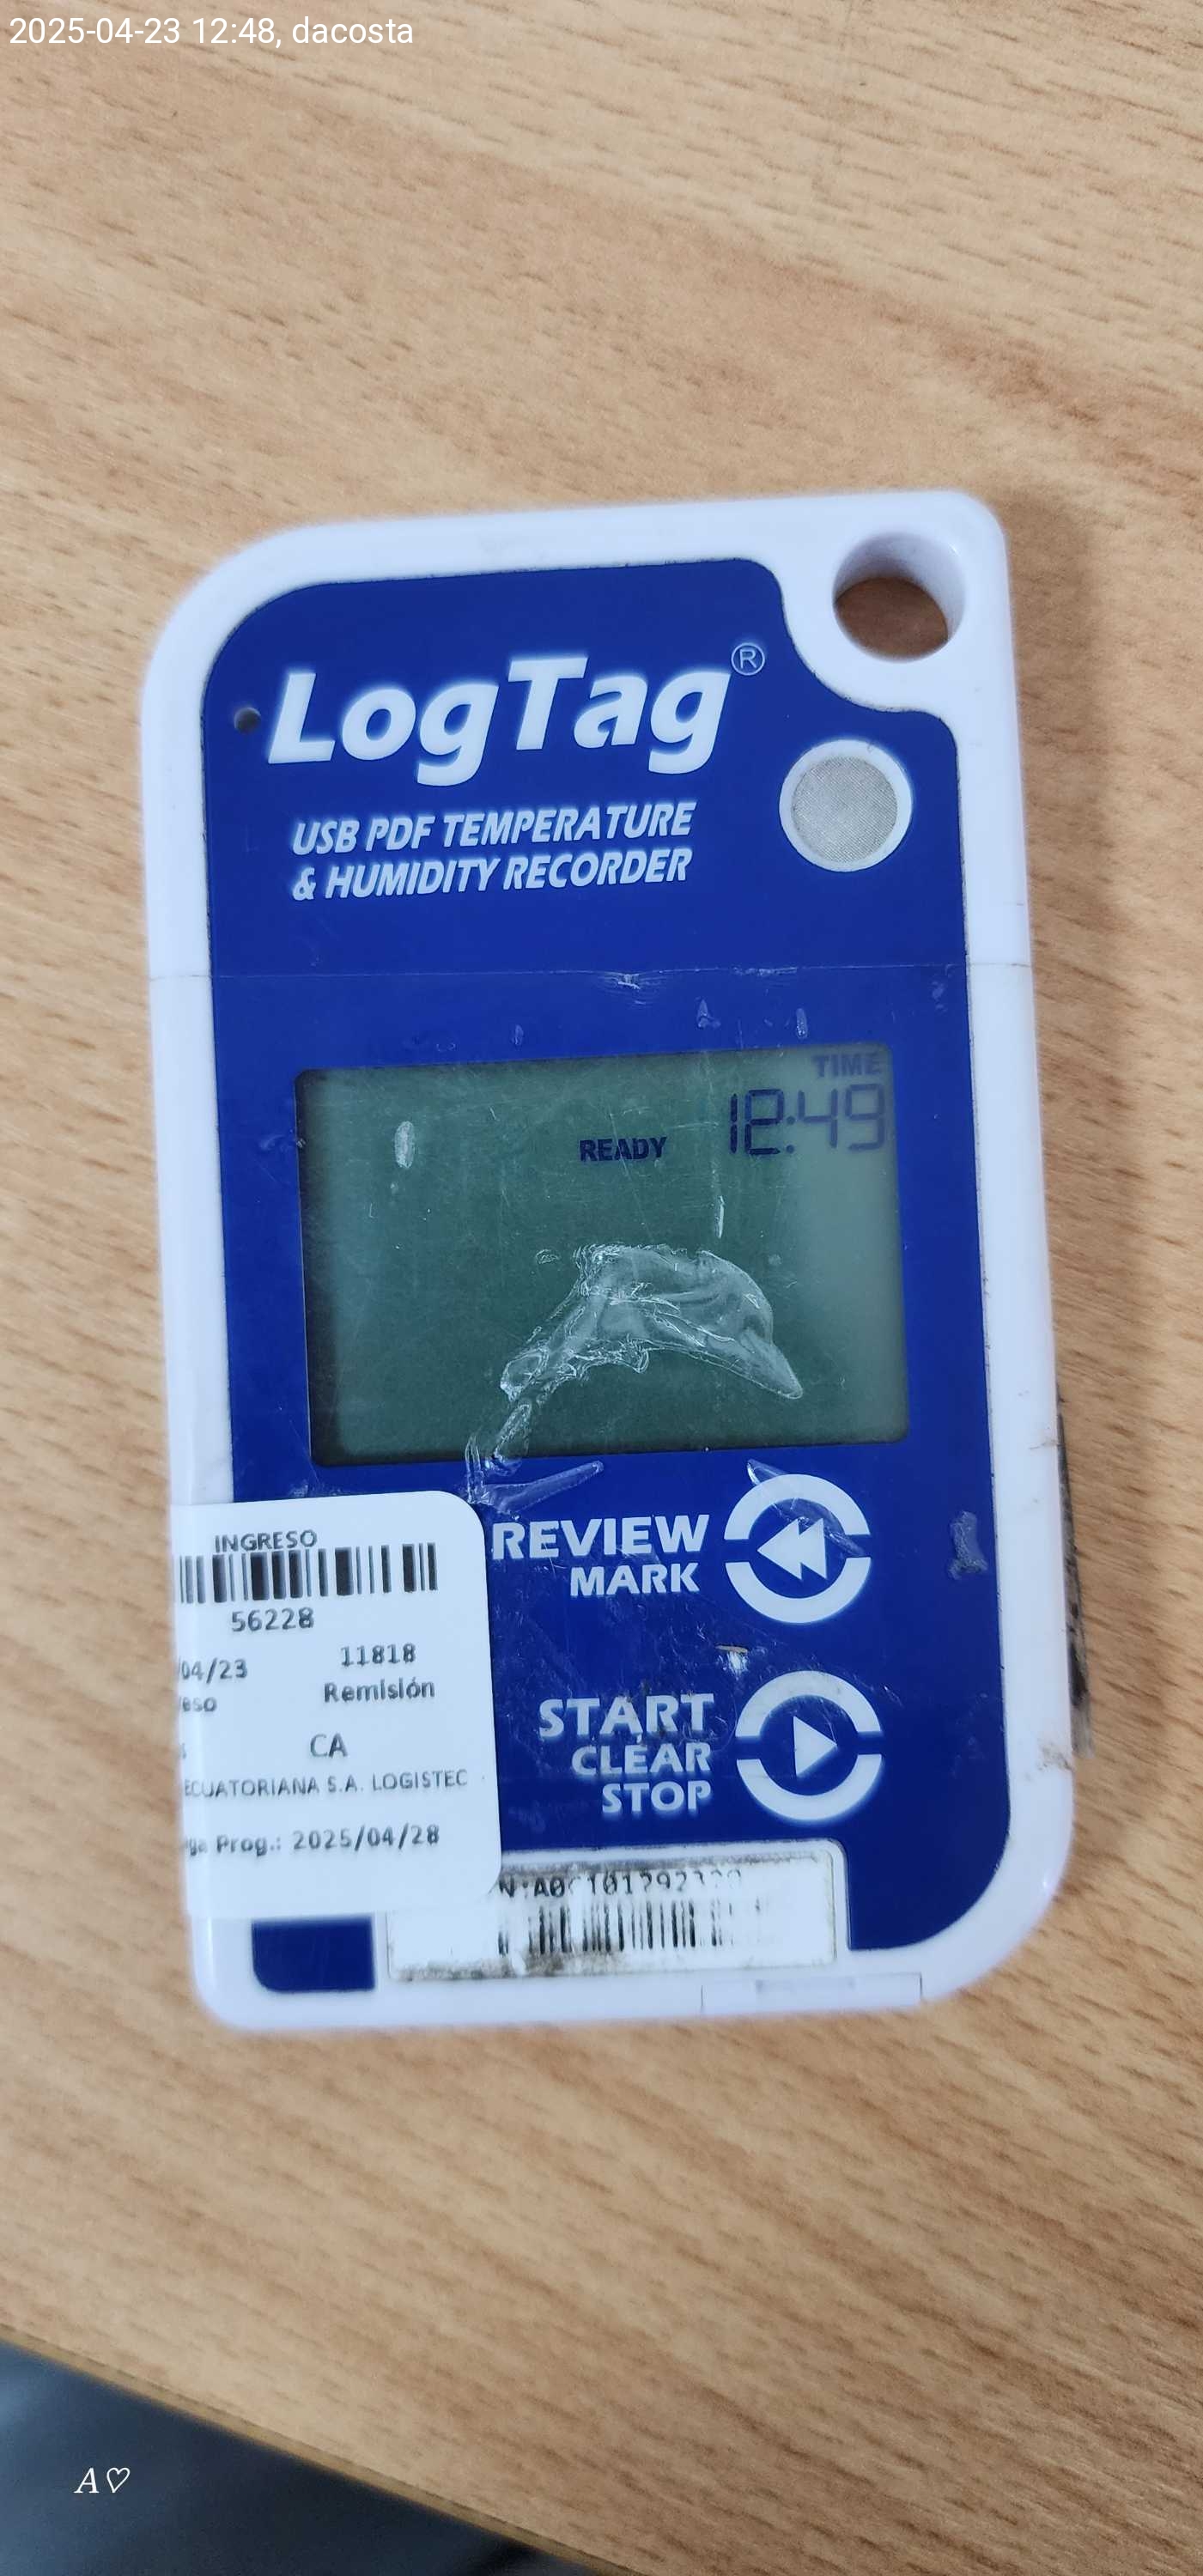 2025-04-23 12:48, dacosta
LogTag®
USB PDF TEMPERATURE
& HUMIDITY RECORDER
TIME
12:49
READY
REVIEW
MARK
START
CLEAR
STOP
INGRESO
56228
/04/23
11818
Remisión
CA
ECUATORIANA S.A. LOGISTEC
Prog.: 2025/04/28
A♡